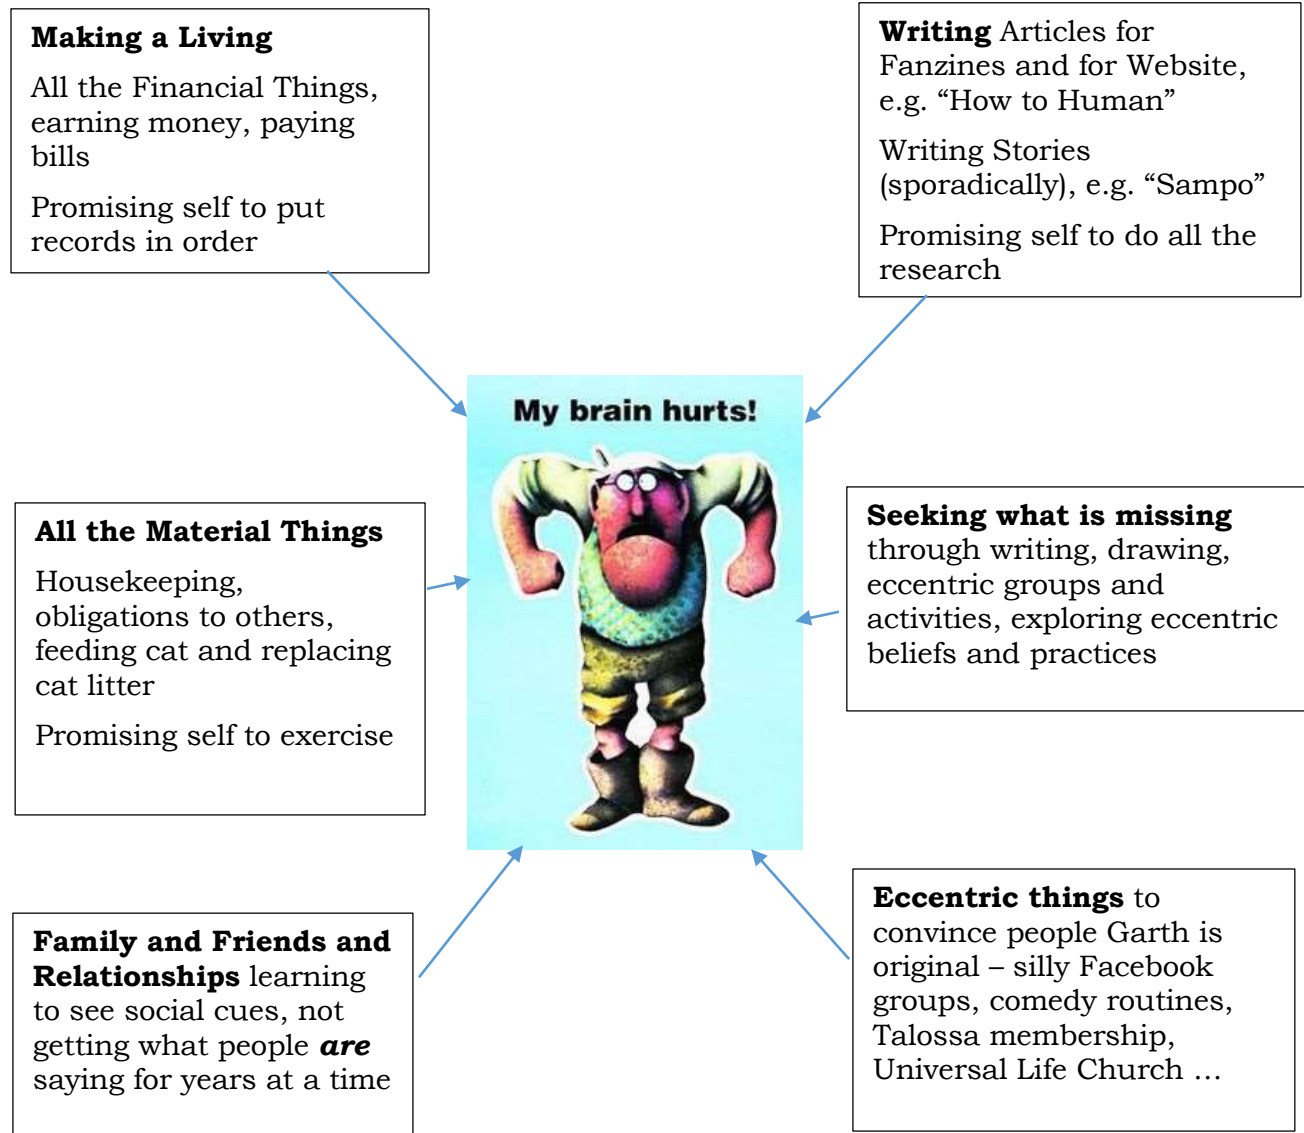 Making a Living
All the Financial Things,
earning money, paying
bills
Promising self to put
records in order
Writing Articles for
Fanzines and for Website,
e.g. “How to Human”
Writing Stories
(sporadically), e.g. “Sampo”
Promising self to do all the
research
My brain hurts!
All the Material Things
Housekeeping,
obligations to others,
feeding cat and replacing
cat litter
Promising self to exercise
Seeking what is missing
through writing, drawing,
eccentric groups and
activities, exploring eccentric
beliefs and practices
Family and Friends and
Relationships learning
to see social cues, not
getting what people are
saying for years at a time
Eccentric things to
convince people Garth is
original – silly Facebook
groups, comedy routines,
Talossa membership,
Universal Life Church …